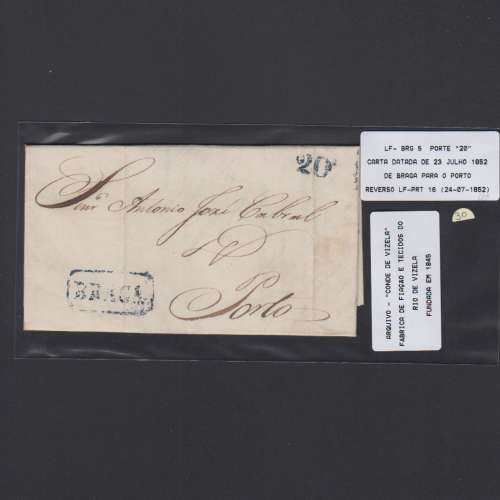 20
Snr Antonio José Cabral
Porto
BRAGA
LF- BRG 5 PORTE "20"
CARTA DATADA DE 23 JULHO 1852
DE BRAGA PARA O PORTO
REVERSO LF-PRT 16 (24-07-1852)
30
ARQUIVO - "CONDE DE VIZELA"
FABRICA DE FIAÇAO E TECIDOS DO
RIO DE VIZELA
FUNDADA EM 1845